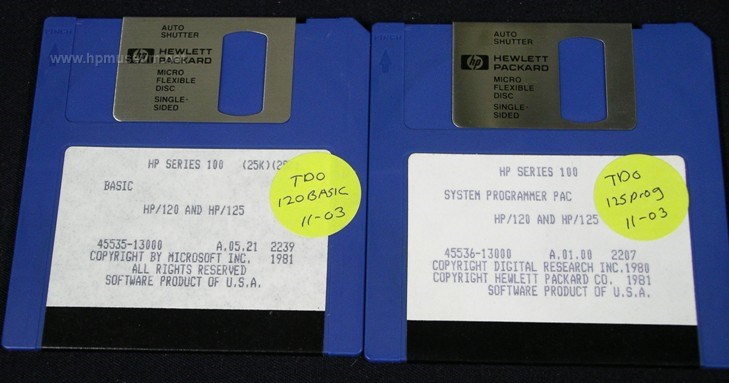 AUTO
SHUTTER
hp HEWLETT
PACKARD
MICRO
FLEXIBLE
DISC
SINGLE-
SIDED
HP SERIES 100 (25K)
BASIC
HP/120 AND HP/125
45535-13000 A.05.21 2239
COPYRIGHT BY MICROSOFT INC. 1981
ALL RIGHTS RESERVED
SOFTWARE PRODUCT OF U.S.A.
TDO
120BASIC
11-03
AUTO
SHUTTER
hp HEWLETT
PACKARD
MICRO
FLEXIBLE
DISC
SINGLE-
SIDED
HP SERIES 100
SYSTEM PROGRAMMER PAC
HP/120 AND HP/125
45536-13000 A.01.00 2207
COPYRIGHT DIGITAL RESEARCH INC.1980
COPYRIGHT HEWLETT PACKARD CO. 1981
SOFTWARE PRODUCT OF U.S.A.
TDO
125Prog
11-03